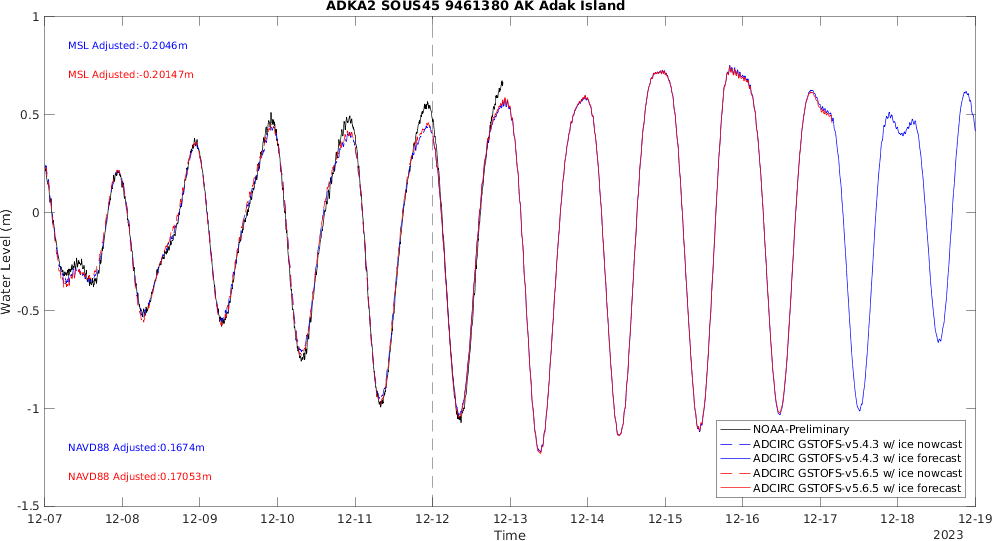 ADKA2 SOUS45 9461380 AK Adak Island
1
MSL Adjusted:-0.2046m
MSL Adjusted:-0.20147m
0.5
0
Water Level (m)
-0.5
-1
NOAA-Preliminary
ADCIRC GSTOFS-v5.4.3 w/ ice nowcast
NAVD88 Adjusted:0.1674m
ADCIRC GSTOFS-v5.4.3 w/ ice forecast
ADCIRC GSTOFS-v5.6.5 w/ ice nowcast
NAVD88 Adjusted:0.17053m
ADCIRC GSTOFS-v5.6.5 w/ ice forecast
-1.5
12-07 12-08 12-09 12-10 12-11 12-12 12-13 12-14 12-15 12-16 12-17 12-18 12-19
Time
2023